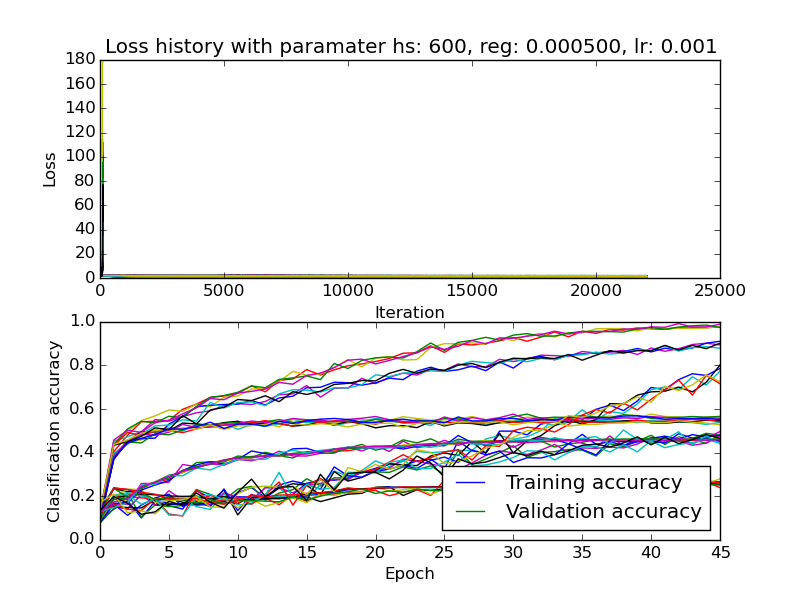 Loss history with paramater hs: 600, reg: 0.000500, lr: 0.001
180
160
140
120
100
80
60
40
20
0
Loss
0 5000 10000 15000 20000 25000
Iteration
1.0
0.8
0.6
0.4
0.2
0.0
Clasification accuracy
Training accuracy
Validation accuracy
0 5 10 15 20 25 30 35 40 45
Epoch